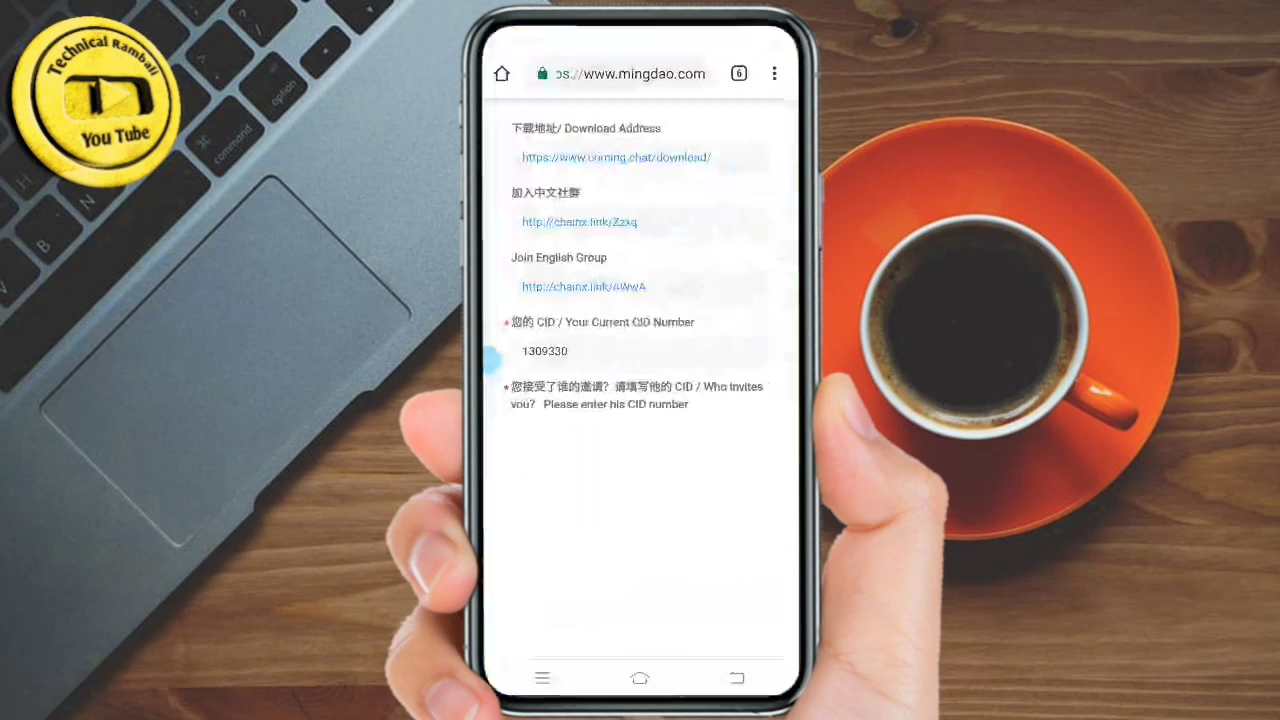 Technical Rambali
You Tube
option
command
H
N
B
V
ps://www.mingdao.com
6
下載地址/ Download Address
https://www.coming.chat/download/
加入中文社群
http://chainx.link/Zzxq
Join English Group
http://chainx.link/AWwA
*您的 CID / Your Current CID Number
1309330
*您接受了谁的邀请？请填写他的 CID / Who invites
you? Please enter his CID number